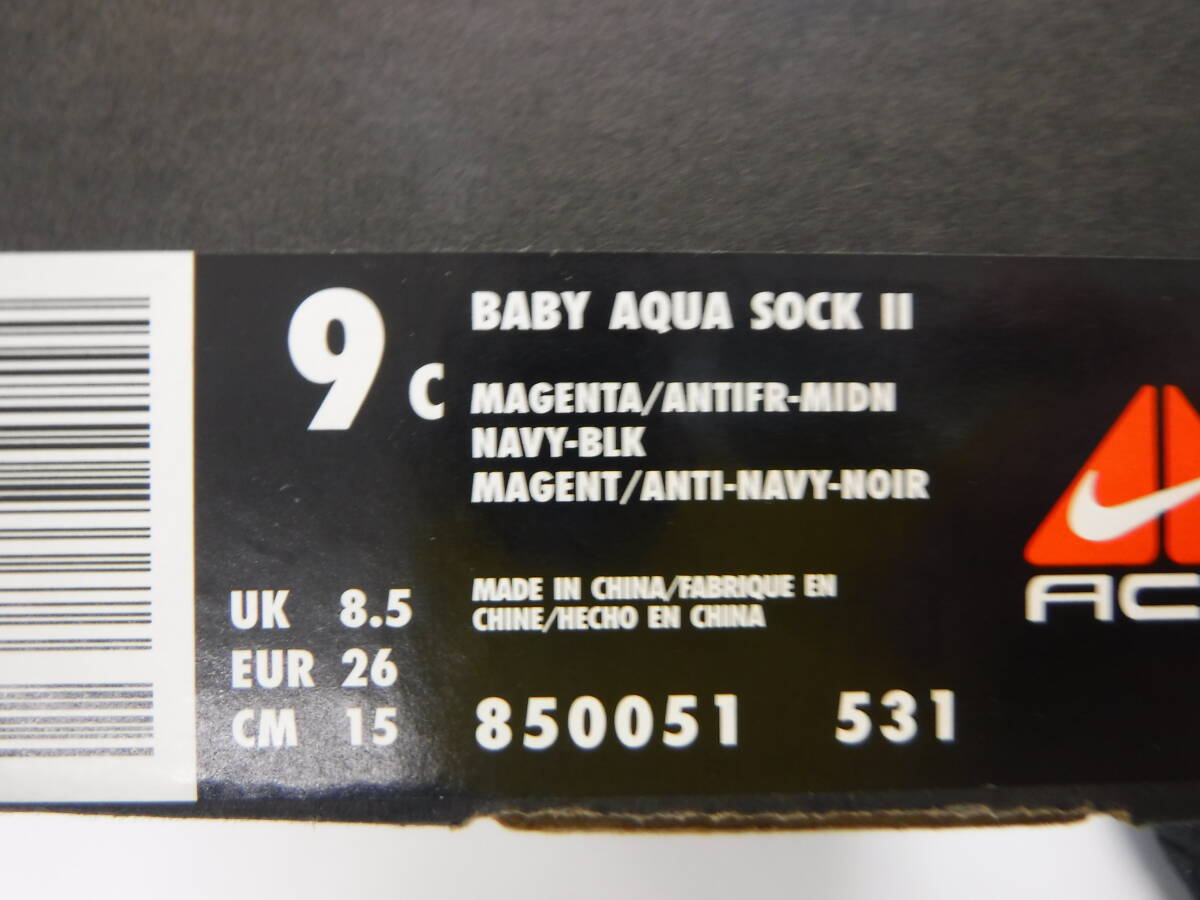 9 C
BABY AQUA SOCK II
MAGENTA/ANTIFR-MIDN
NAVY-BLK
MAGENT/ANTI-NAVY-NOIR
MADE IN CHINA/FABRIQUE EN
CHINE/HECHO EN CHINA
UK 8.5
EUR 26
CM 15
850051 531
AC